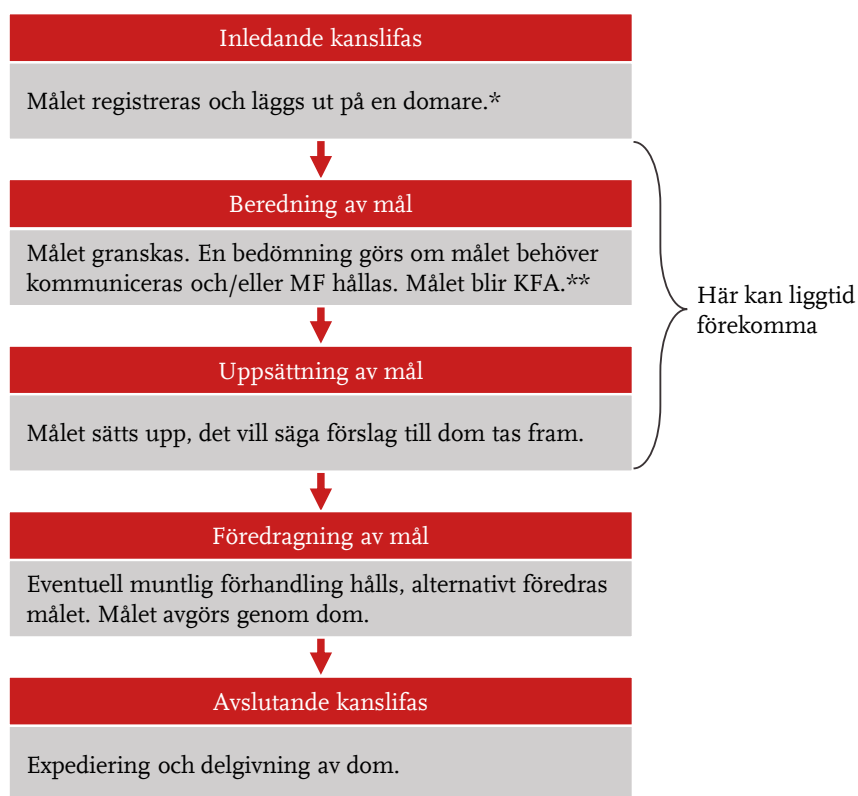 Inledande kanslifas
Målet registreras och läggs ut på en domare.*
Beredning av mål
Målet granskas. En bedömning görs om målet behöver
kommuniceras och/eller MF hållas. Målet blir KFA.**
Här kan liggtid
förekomma
Uppsättning av mål
Målet sätts upp, det vill säga förslag till dom tas fram.
Föredragning av mål
Eventuell muntlig förhandling hålls, alternativt föredras
målet. Målet avgörs genom dom.
Avslutande kanslifas
Expediering och delgivning av dom.